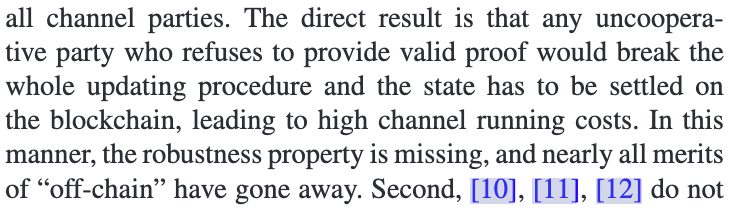 all channel parties. The direct result is that any uncoopera-
tive party who refuses to provide valid proof would break the
whole updating procedure and the state has to be settled on
the blockchain, leading to high channel running costs. In this
manner, the robustness property is missing, and nearly all merits
of “off-chain” have gone away. Second, [10], [11], [12] do not